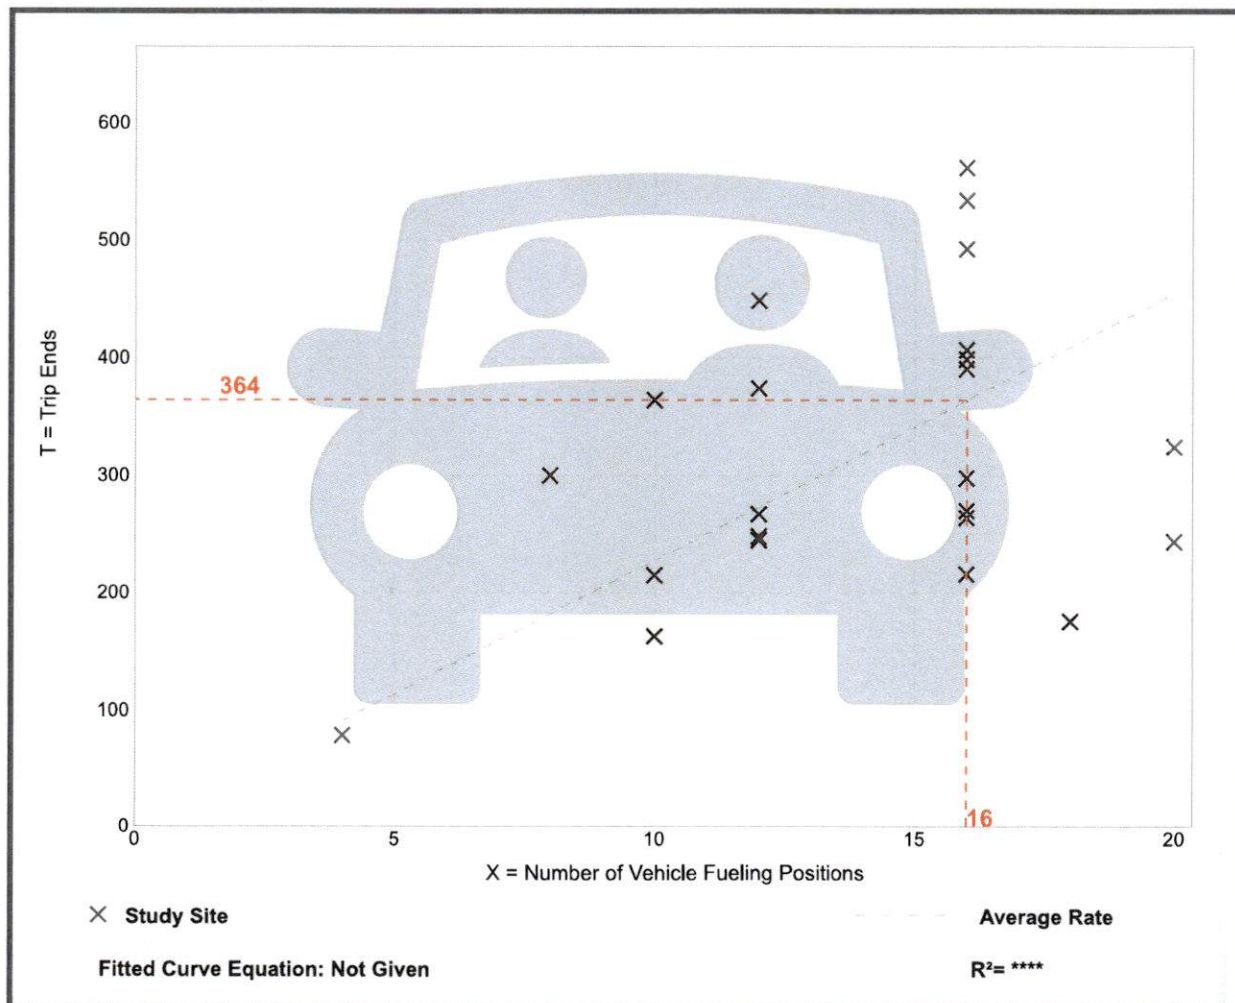 600
500
400
364
300
200
100
0
0 5 10 15 16 20
T = Trip Ends
X = Number of Vehicle Fueling Positions
Study Site
Average Rate
Fitted Curve Equation: Not Given
R²= ****